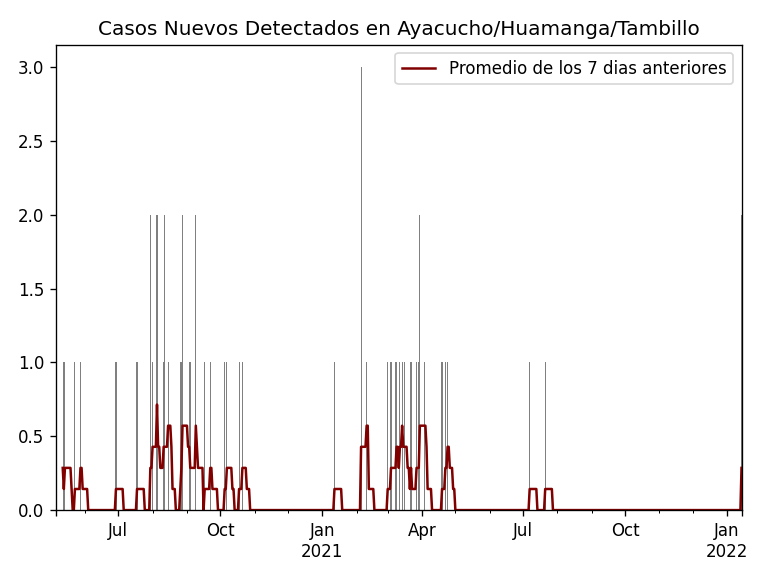 Casos Nuevos Detectados en Ayacucho/Huamanga/Tambillo
Promedio de los 7 dias anteriores
3.0
2.5
2.0
1.5
1.0
0.5
0.0
Jul
Oct
Jan
2021
Apr
Jul
Oct
Jan
2022